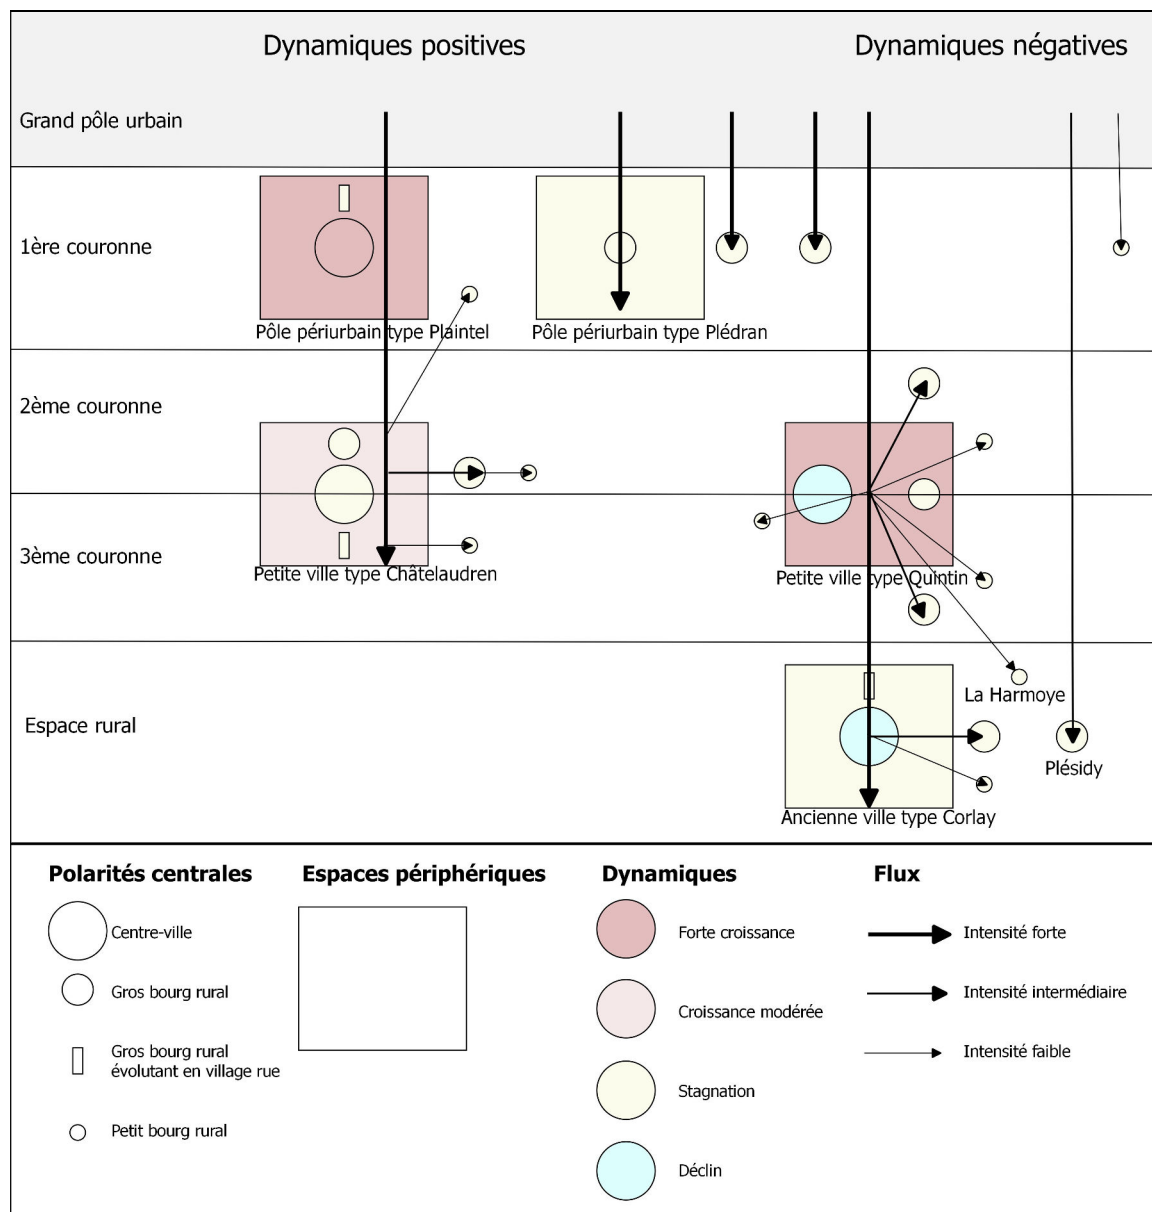 Dynamiques positives
Dynamiques négatives
Grand pôle urbain
1ère couronne
Pôle périurbain type Plaintel
Pôle périurbain type Plédran
2ème couronne
3ème couronne
Petite ville type Châtelaudren
Petite ville type Quintin
Espace rural
La Harmoye
Plésidy
Ancienne ville type Corlay
Polarités centrales
Centre-ville
Gros bourg rural
Gros bourg rural
évolutant en village rue
Petit bourg rural
Espaces périphériques
Dynamiques
Forte croissance
Croissance modérée
Stagnation
Déclin
Flux
Intensité forte
Intensité intermédiaire
Intensité faible